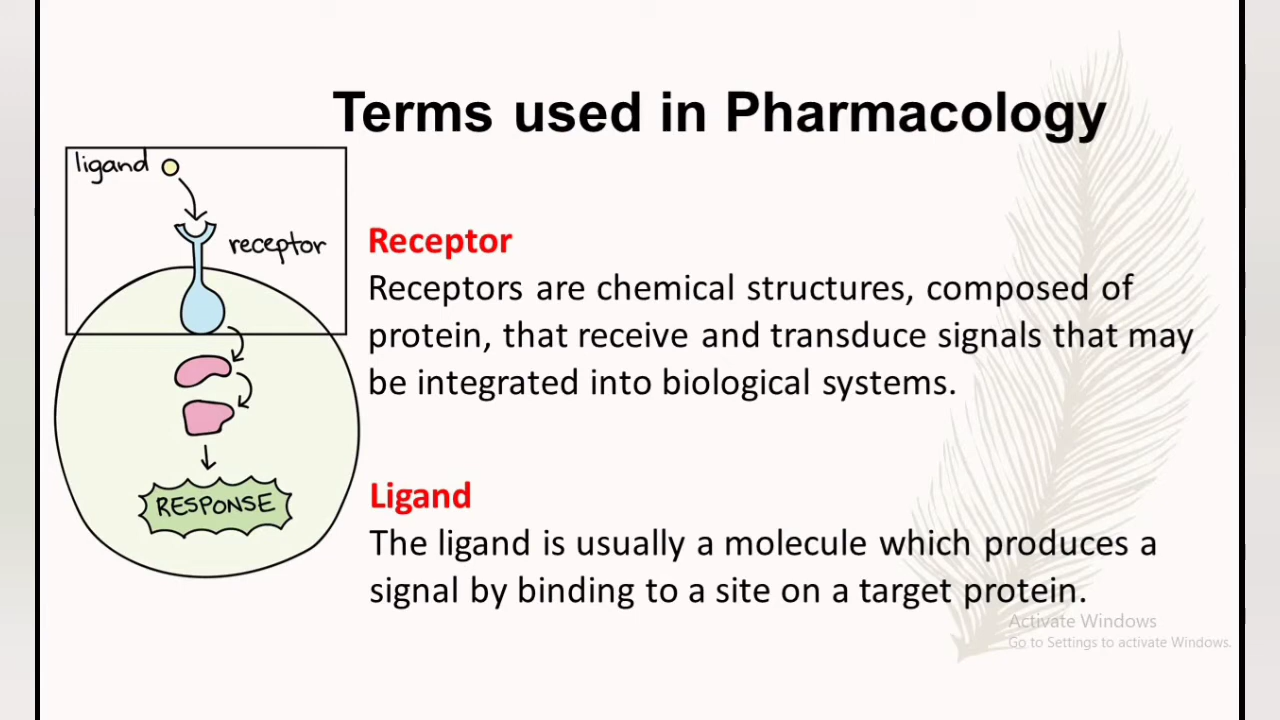 Terms used in Pharmacology
ligand
receptor
RESPONSE
Receptor
Receptors are chemical structures, composed of
protein, that receive and transduce signals that may
be integrated into biological systems.
Ligand
The ligand is usually a molecule which produces a
signal by binding to a site on a target protein.
Activate Windows
Go to Settings to activate Windows.